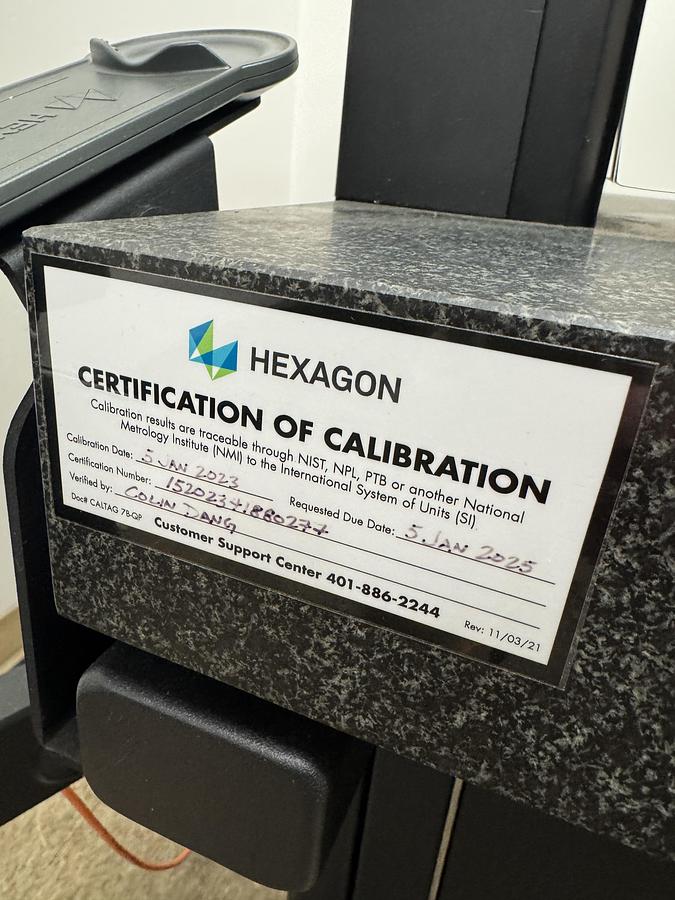 HEXAGON
CERTIFICATION OF CALIBRATION
Calibration results are traceable through NIST, NPL, PTB or another National
Metrology Institute (NMI) to the International System of Units (SI)
Calibration Date: 5 JAN 2023
Certification Number: Requested Due Date: 5 JAN 2025
Verified by: COLIN DANG
Doc# CALTAG 7B-QP Customer Support Center 401-886-2244 Rev: 11/03/21